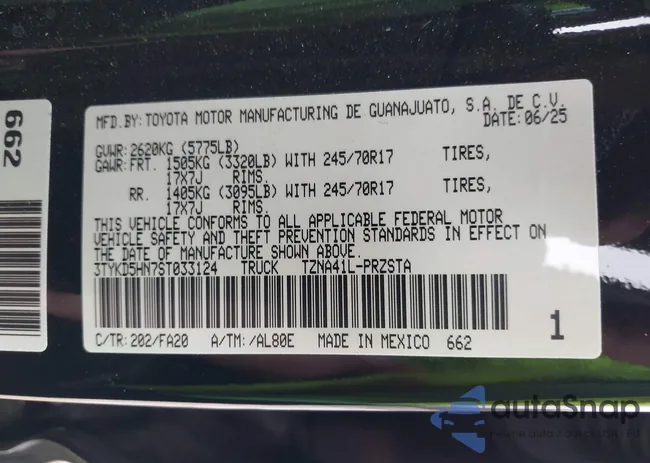 662
MFD.BY: TOYOTA MOTOR MANUFACTURING DE GUANAJUATO, S.A. DE C.V.
DATE: 06/25
GVWR: 2620KG (5775LB)
GAWR: FRT. 1505KG (3320LB) WITH 245/70R17 TIRES,
17X7J RIMS.
RR. 1405KG (3095LB) WITH 245/70R17 TIRES,
17X7J RIMS.
THIS VEHICLE CONFORMS TO ALL APPLICABLE FEDERAL MOTOR
VEHICLE SAFETY AND THEFT PREVENTION STANDARDS IN EFFECT ON
THE DATE OF MANUFACTURE SHOWN ABOVE.
3TYKD5HN7ST033124 TRUCK TZNA41L-PRZSTA
C/TR: 202/FA20 A/TM: /AL80E MADE IN MEXICO 662
1
autoSnap